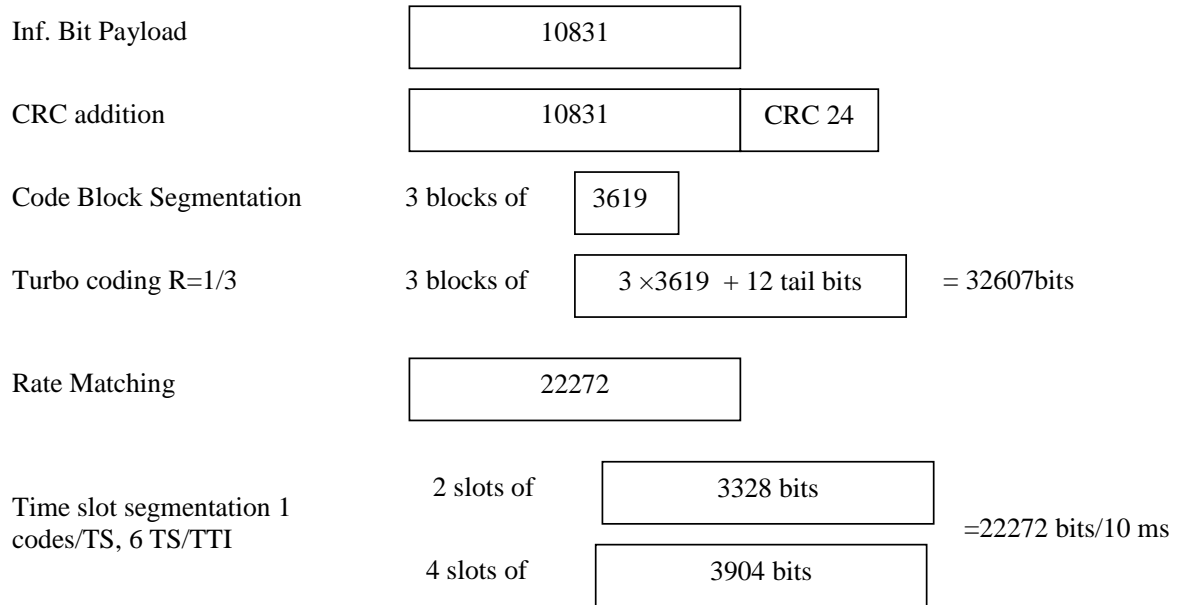 Inf. Bit Payload 10831
CRC addition 10831 CRC 24
Code Block Segmentation 3 blocks of 3619
Turbo coding R=1/3 3 blocks of 3 ×3619 + 12 tail bits = 32607bits
Rate Matching 22272
2 slots of 3328 bits
Time slot segmentation 1
codes/TS, 6 TS/TTI
=22272 bits/10 ms
4 slots of 3904 bits